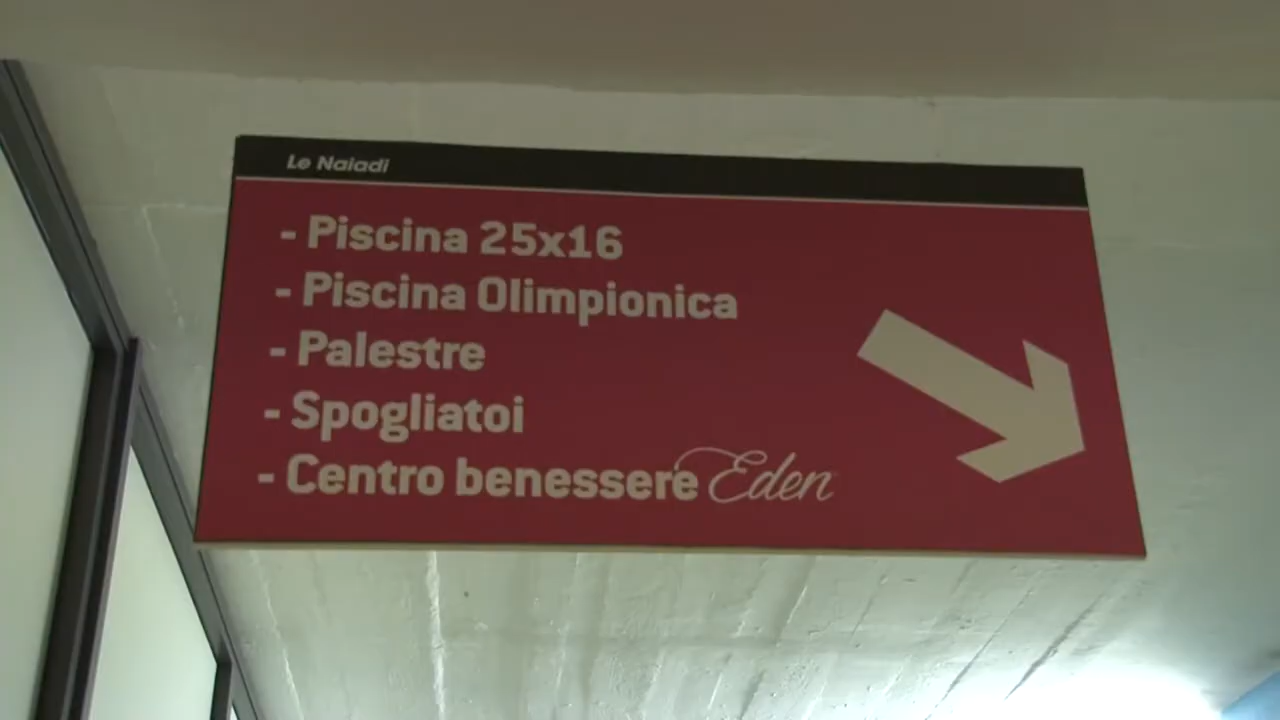 Le Naiadi
- Piscina 25x16
- Piscina Olimpionica
- Palestre
- Spogliatoi
- Centro benessere Eden